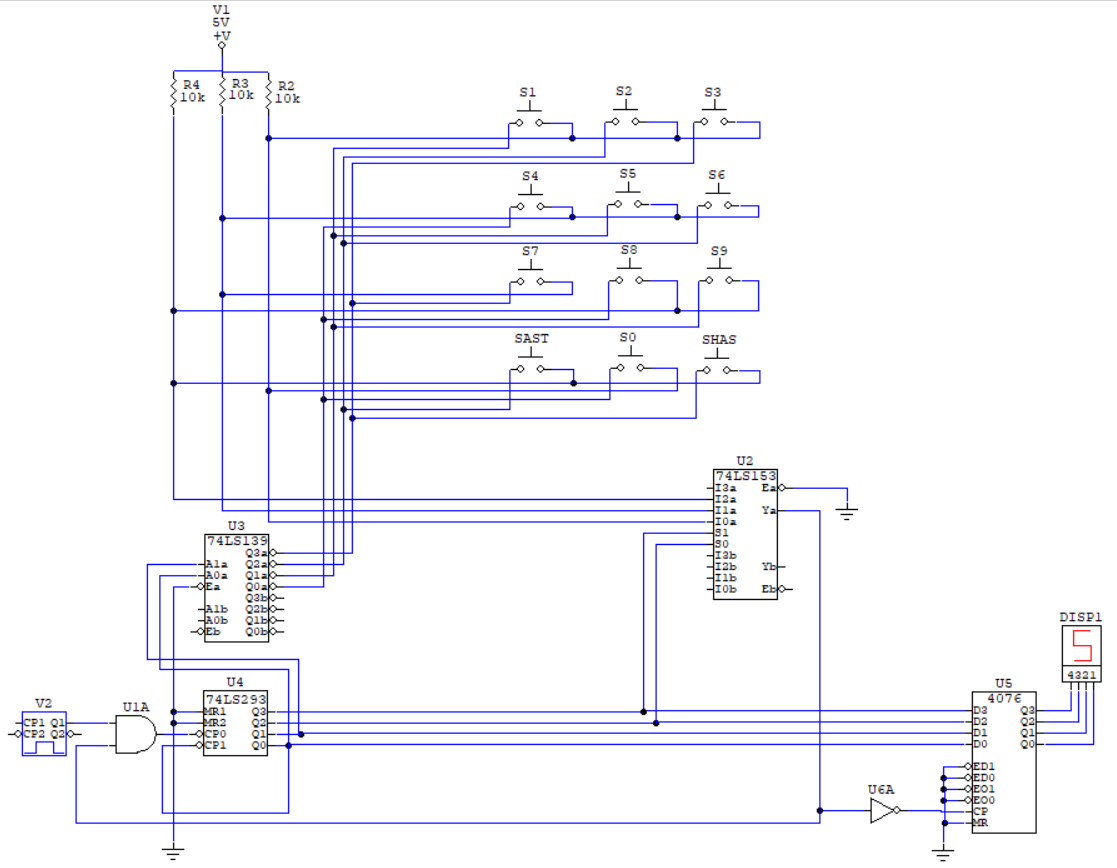 V1
5V
+V
R4
10k
R3
10k
R2
10k
S1
S2
S3
S4
S5
S6
S7
S8
S9
SAST
S0
SHAS
U2
74LS153
I3a Ea
I2a
I1a Ya
I0a
S1
S0
I3b
I2b Yb
I1b
I0b Eb
U3
74LS139
Q3a
A1a Q2a
A0a Q1a
Ea Q0a
Q3b
A1b Q2b
A0b Q1b
Eb Q0b
DISP1
4321
V2
CP1 Q1
CP2 Q2
U1A
U4
74LS293
MR1 Q3
MR2 Q2
CP0 Q1
CP1 Q0
U5
4076
D3 Q3
D2 Q2
D1 Q1
D0 Q0
ED1
ED0
EO1
EO0
CP
MR
U6A